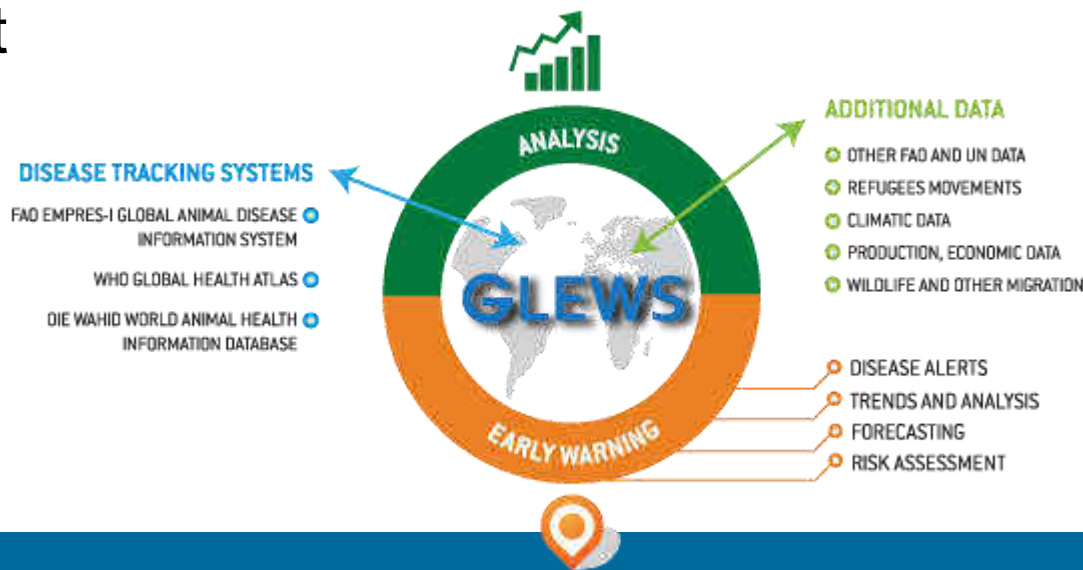 t
ANALYSIS
DISEASE TRACKING SYSTEMS
FAO EMPRES-I GLOBAL ANIMAL DISEASE
INFORMATION SYSTEM
WHO GLOBAL HEALTH ATLAS
OIE WAHID WORLD ANIMAL HEALTH
INFORMATION DATABASE
GLEWS
ADDITIONAL DATA
OTHER FAO AND UN DATA
REFUGEES MOVEMENTS
CLIMATIC DATA
PRODUCTION, ECONOMIC DATA
WILDLIFE AND OTHER MIGRATION
EARLY WARNING
DISEASE ALERTS
TRENDS AND ANALYSIS
FORECASTING
RISK ASSESSMENT